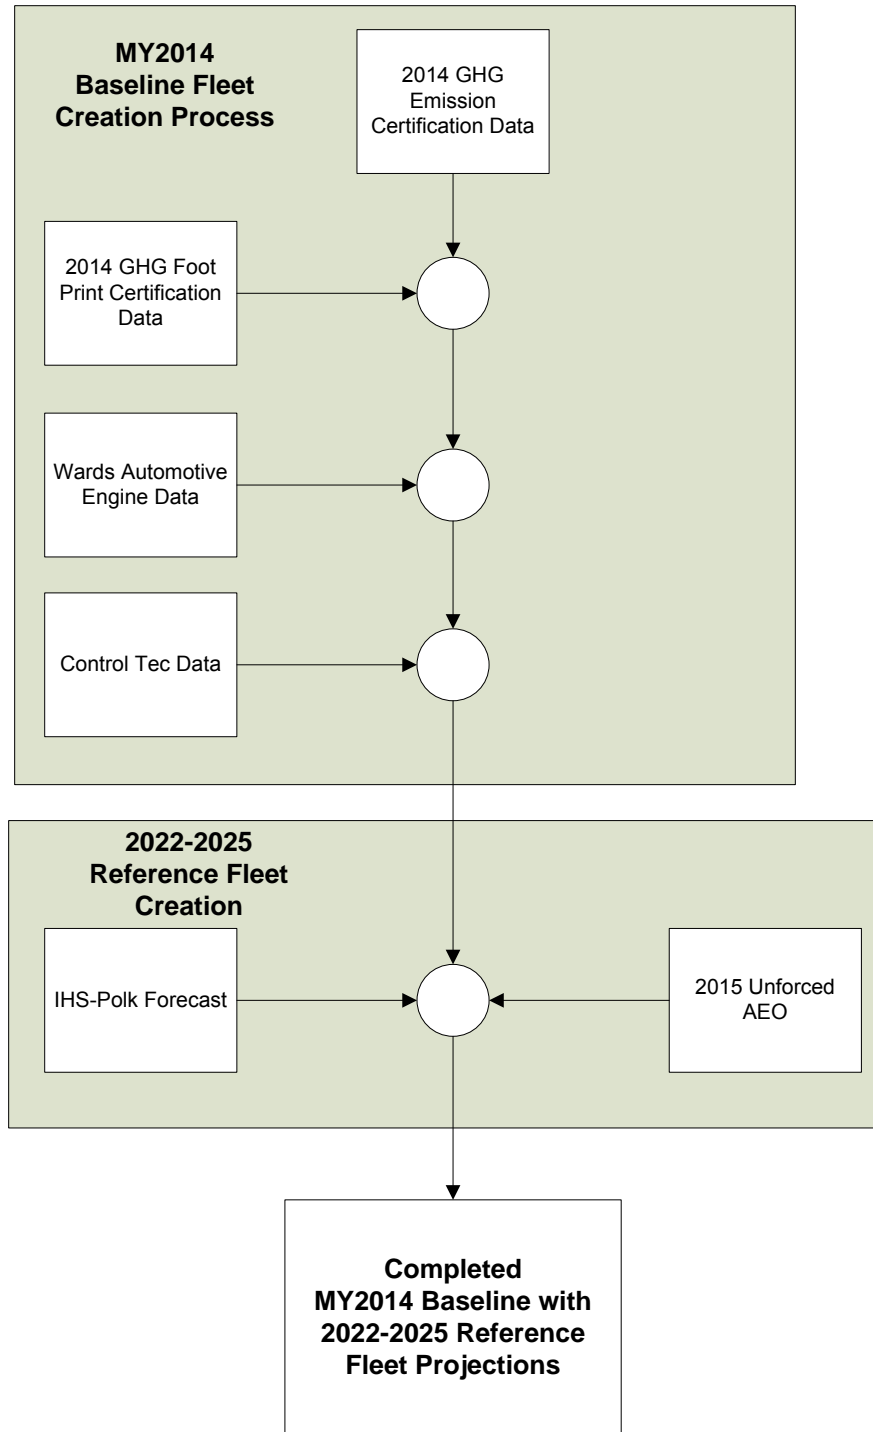 MY2014
Baseline Fleet
Creation Process
2014 GHG
Emission
Certification Data
2014 GHG Foot
Print Certification
Data
Wards Automotive
Engine Data
Control Tec Data
2022-2025
Reference Fleet
Creation
IHS-Polk Forecast
2015 Unforced
AEO
Completed
MY2014 Baseline with
2022-2025 Reference
Fleet Projections